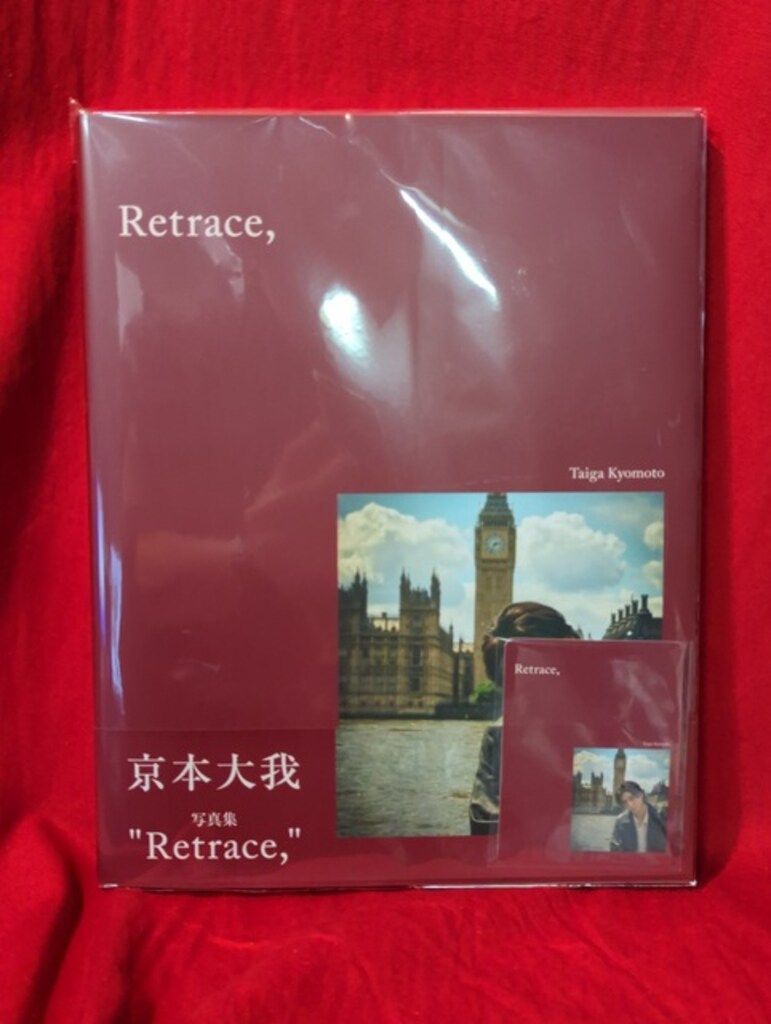 Retrace,
Taiga Kyomoto
Retrace,
京本大我
写真集
"Retrace,"